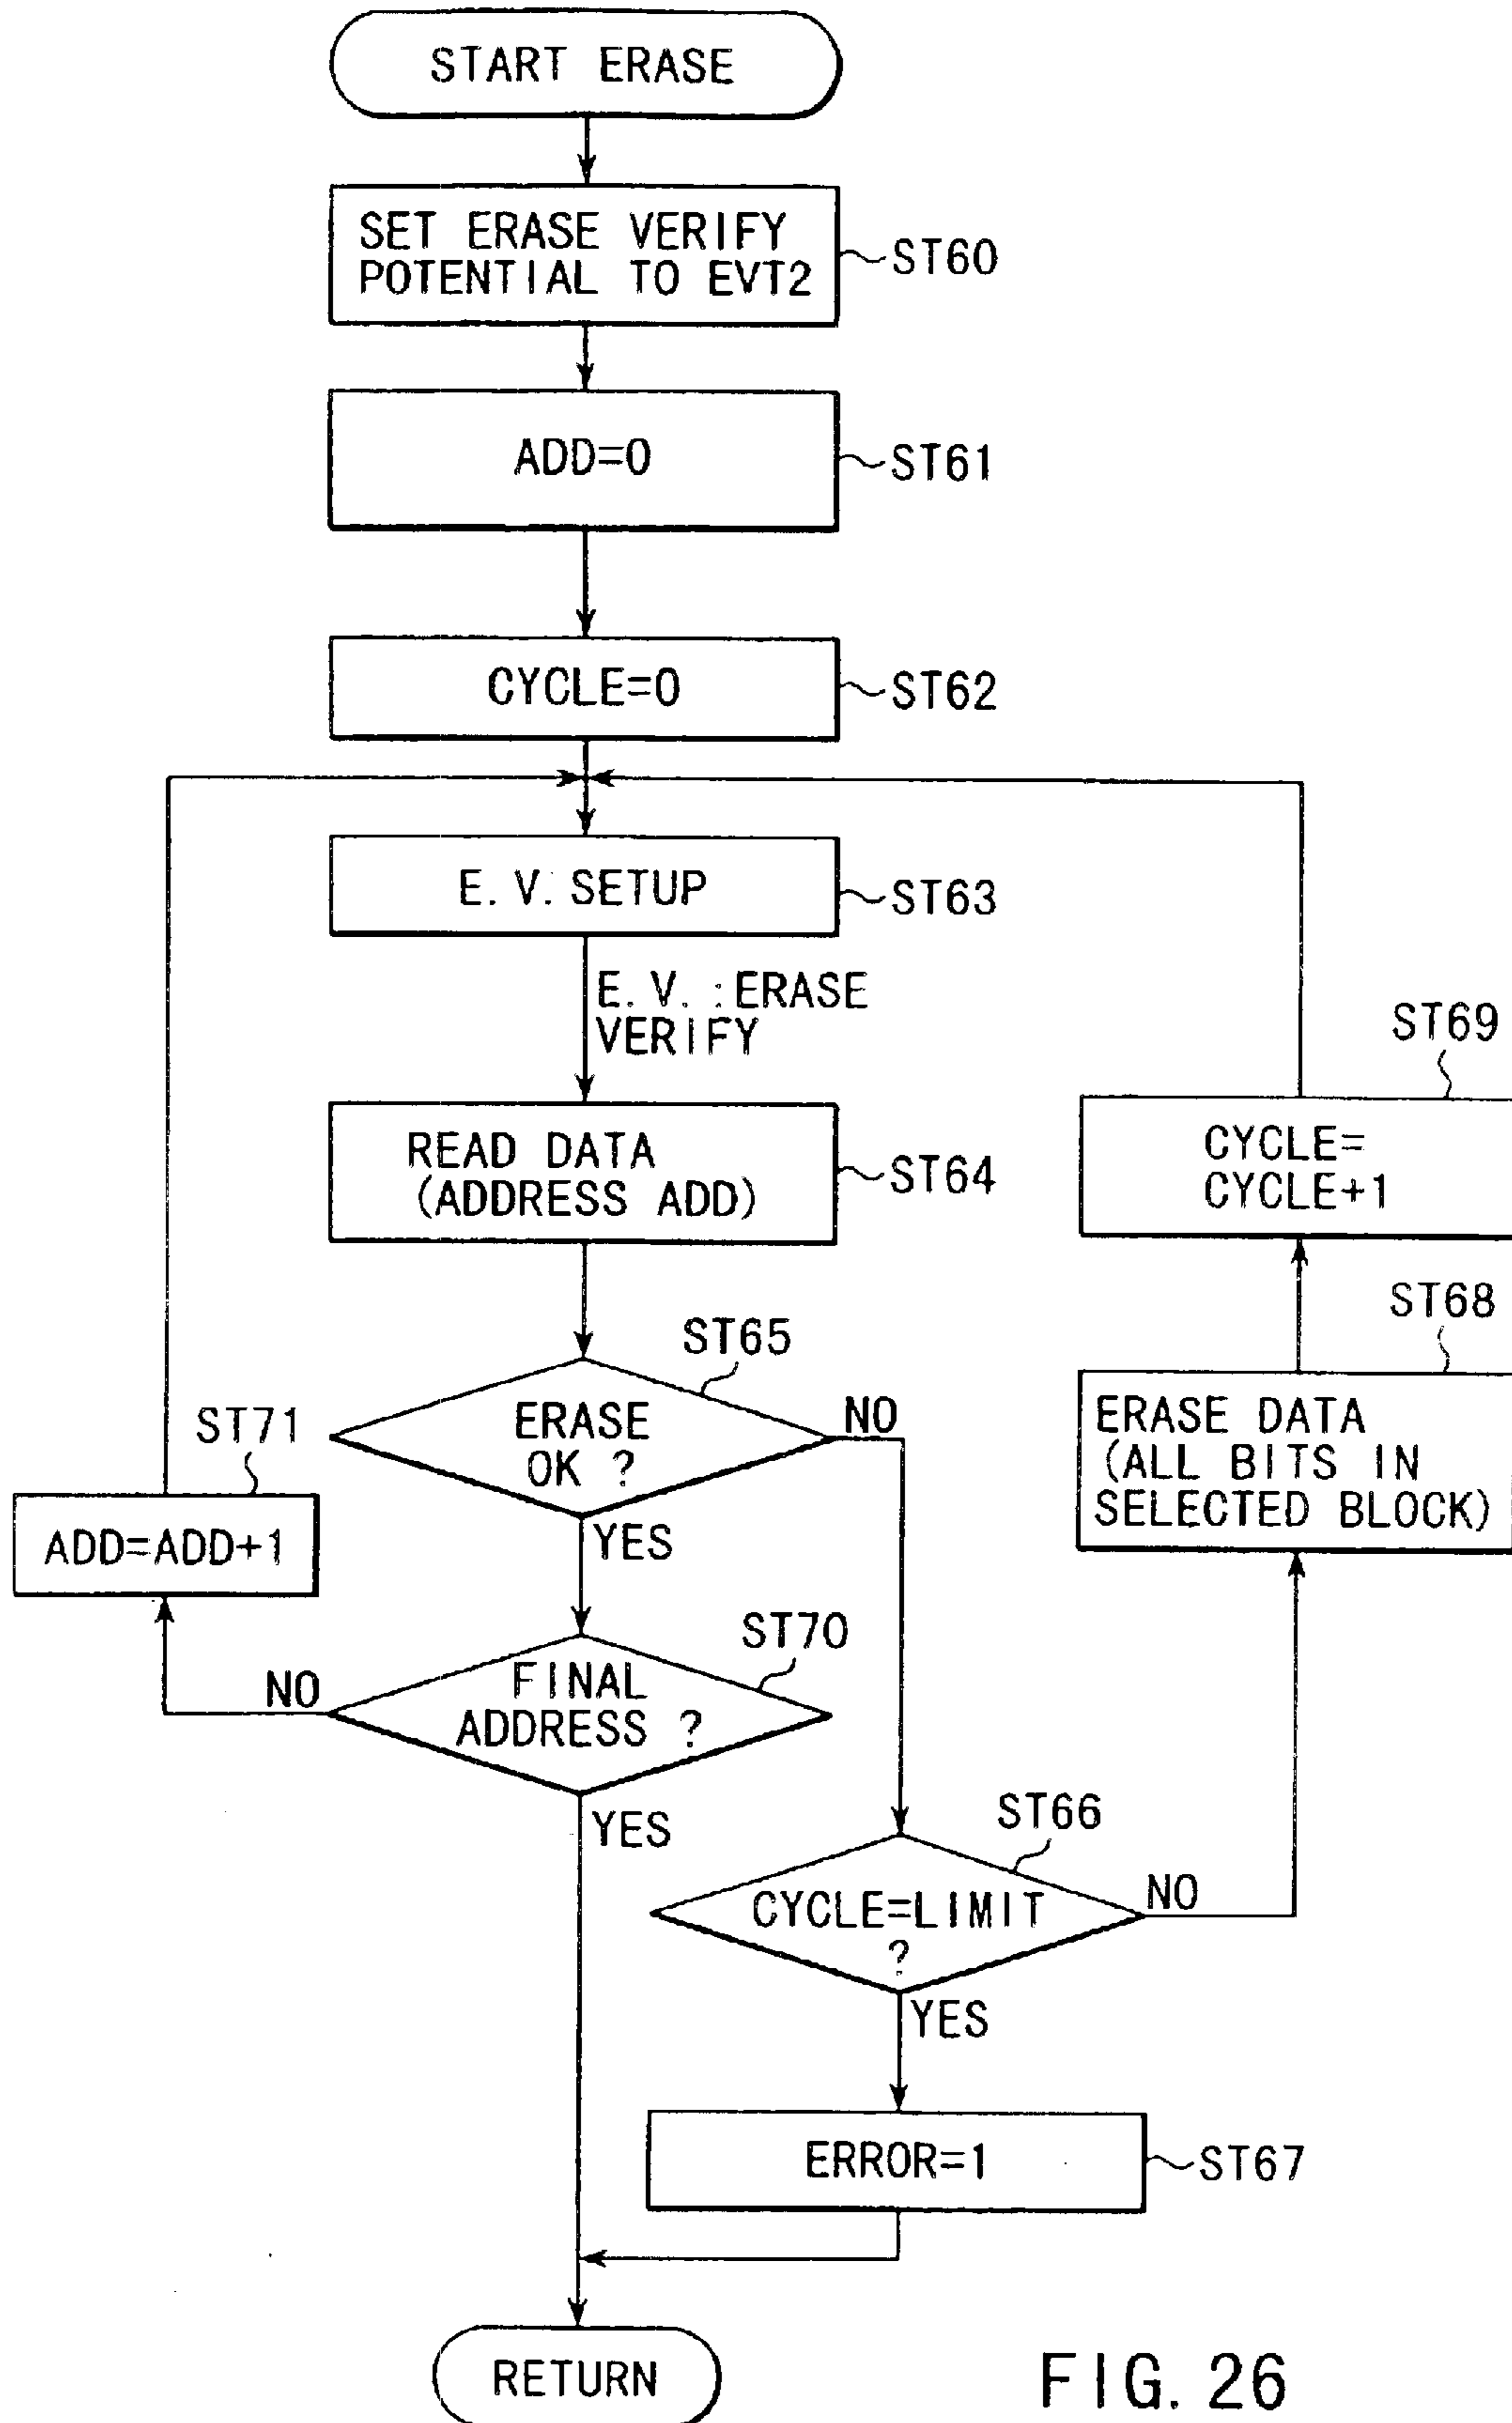 START ERASE
SET ERASE VERIFY
POTENTIAL TO EVT2
ST60
ADD=0
ST61
CYCLE=0
ST62
E. V. SETUP
ST63
E. V. :ERASE
VERIFY
READ DATA
(ADDRESS ADD)
ST64
ST69
CYCLE=
CYCLE+1
ST68
ERASE DATA
(ALL BITS IN
SELECTED BLOCK)
ST65
ERASE
OK ?
NO
YES
ST71
ADD=ADD+1
ST70
FINAL
ADDRESS ?
NO
YES
ST66
CYCLE=LIMIT
?
NO
YES
ERROR=1
ST67
RETURN
FIG. 26